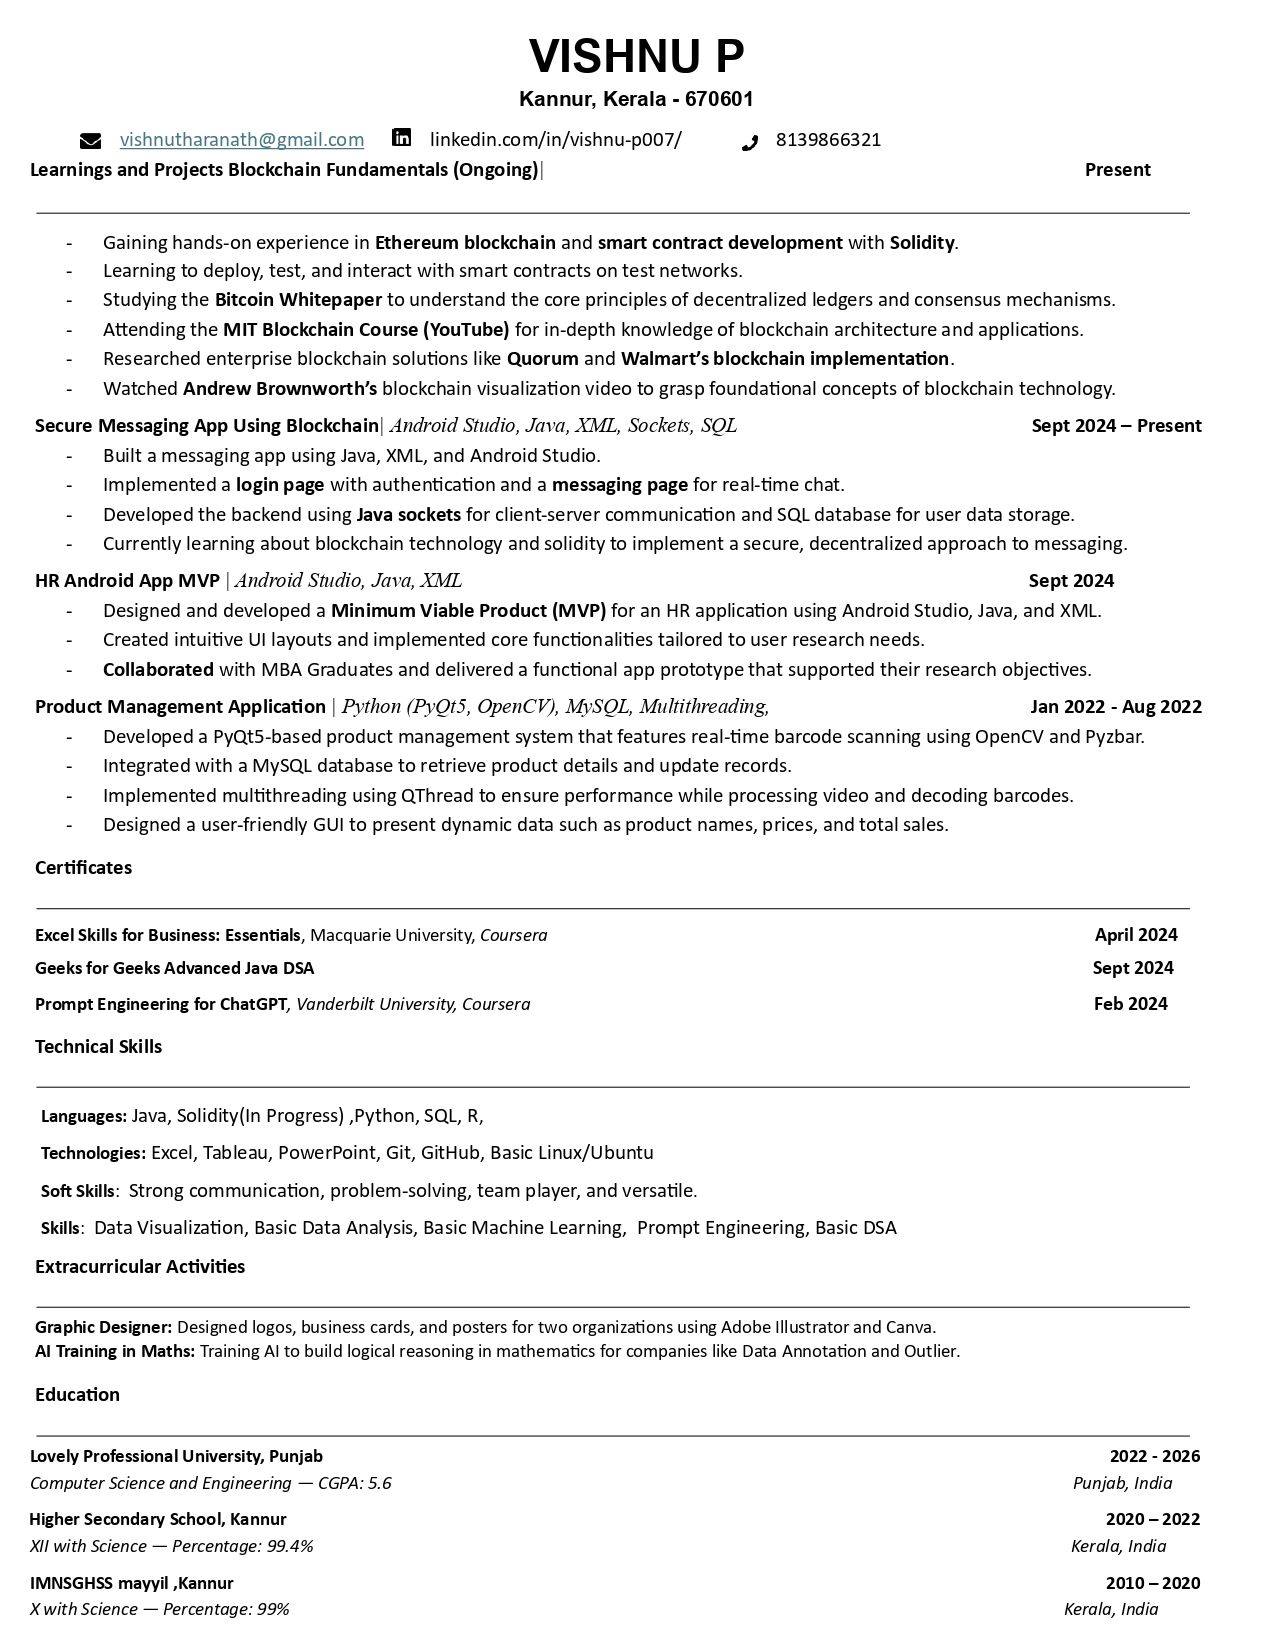 VISHNU P
Kannur, Kerala - 670601
vishnutharanath@gmail.com linkedin.com/in/vishnu-p007/ 8139866321
Learnings and Projects Blockchain Fundamentals (Ongoing)| Present
- Gaining hands-on experience in Ethereum blockchain and smart contract development with Solidity.
- Learning to deploy, test, and interact with smart contracts on test networks.
- Studying the Bitcoin Whitepaper to understand the core principles of decentralized ledgers and consensus mechanisms.
- Attending the MIT Blockchain Course (YouTube) for in-depth knowledge of blockchain architecture and applications.
- Researched enterprise blockchain solutions like Quorum and Walmart’s blockchain implementation.
- Watched Andrew Brownworth’s blockchain visualization video to grasp foundational concepts of blockchain technology.
Secure Messaging App Using Blockchain| Android Studio, Java, XML, Sockets, SQL Sept 2024 – Present
- Built a messaging app using Java, XML, and Android Studio.
- Implemented a login page with authentication and a messaging page for real-time chat.
- Developed the backend using Java sockets for client-server communication and SQL database for user data storage.
- Currently learning about blockchain technology and solidity to implement a secure, decentralized approach to messaging.
HR Android App MVP | Android Studio, Java, XML Sept 2024
- Designed and developed a Minimum Viable Product (MVP) for an HR application using Android Studio, Java, and XML.
- Created intuitive UI layouts and implemented core functionalities tailored to user research needs.
- Collaborated with MBA Graduates and delivered a functional app prototype that supported their research objectives.
Product Management Application | Python (PyQt5, OpenCV), MySQL, Multithreading, Jan 2022 - Aug 2022
- Developed a PyQt5-based product management system that features real-time barcode scanning using OpenCV and Pyzbar.
- Integrated with a MySQL database to retrieve product details and update records.
- Implemented multithreading using QThread to ensure performance while processing video and decoding barcodes.
- Designed a user-friendly GUI to present dynamic data such as product names, prices, and total sales.
Certificates
Excel Skills for Business: Essentials, Macquarie University, Coursera April 2024
Geeks for Geeks Advanced Java DSA Sept 2024
Prompt Engineering for ChatGPT, Vanderbilt University, Coursera Feb 2024
Technical Skills
Languages: Java, Solidity(In Progress) ,Python, SQL, R,
Technologies: Excel, Tableau, PowerPoint, Git, GitHub, Basic Linux/Ubuntu
Soft Skills: Strong communication, problem-solving, team player, and versatile.
Skills: Data Visualization, Basic Data Analysis, Basic Machine Learning, Prompt Engineering, Basic DSA
Extracurricular Activities
Graphic Designer: Designed logos, business cards, and posters for two organizations using Adobe Illustrator and Canva.
AI Training in Maths: Training AI to build logical reasoning in mathematics for companies like Data Annotation and Outlier.
Education
Lovely Professional University, Punjab 2022 - 2026
Computer Science and Engineering — CGPA: 5.6 Punjab, India
Higher Secondary School, Kannur 2020 – 2022
XII with Science — Percentage: 99.4% Kerala, India
IMNSGHSS mayyil ,Kannur 2010 – 2020
X with Science — Percentage: 99% Kerala, India